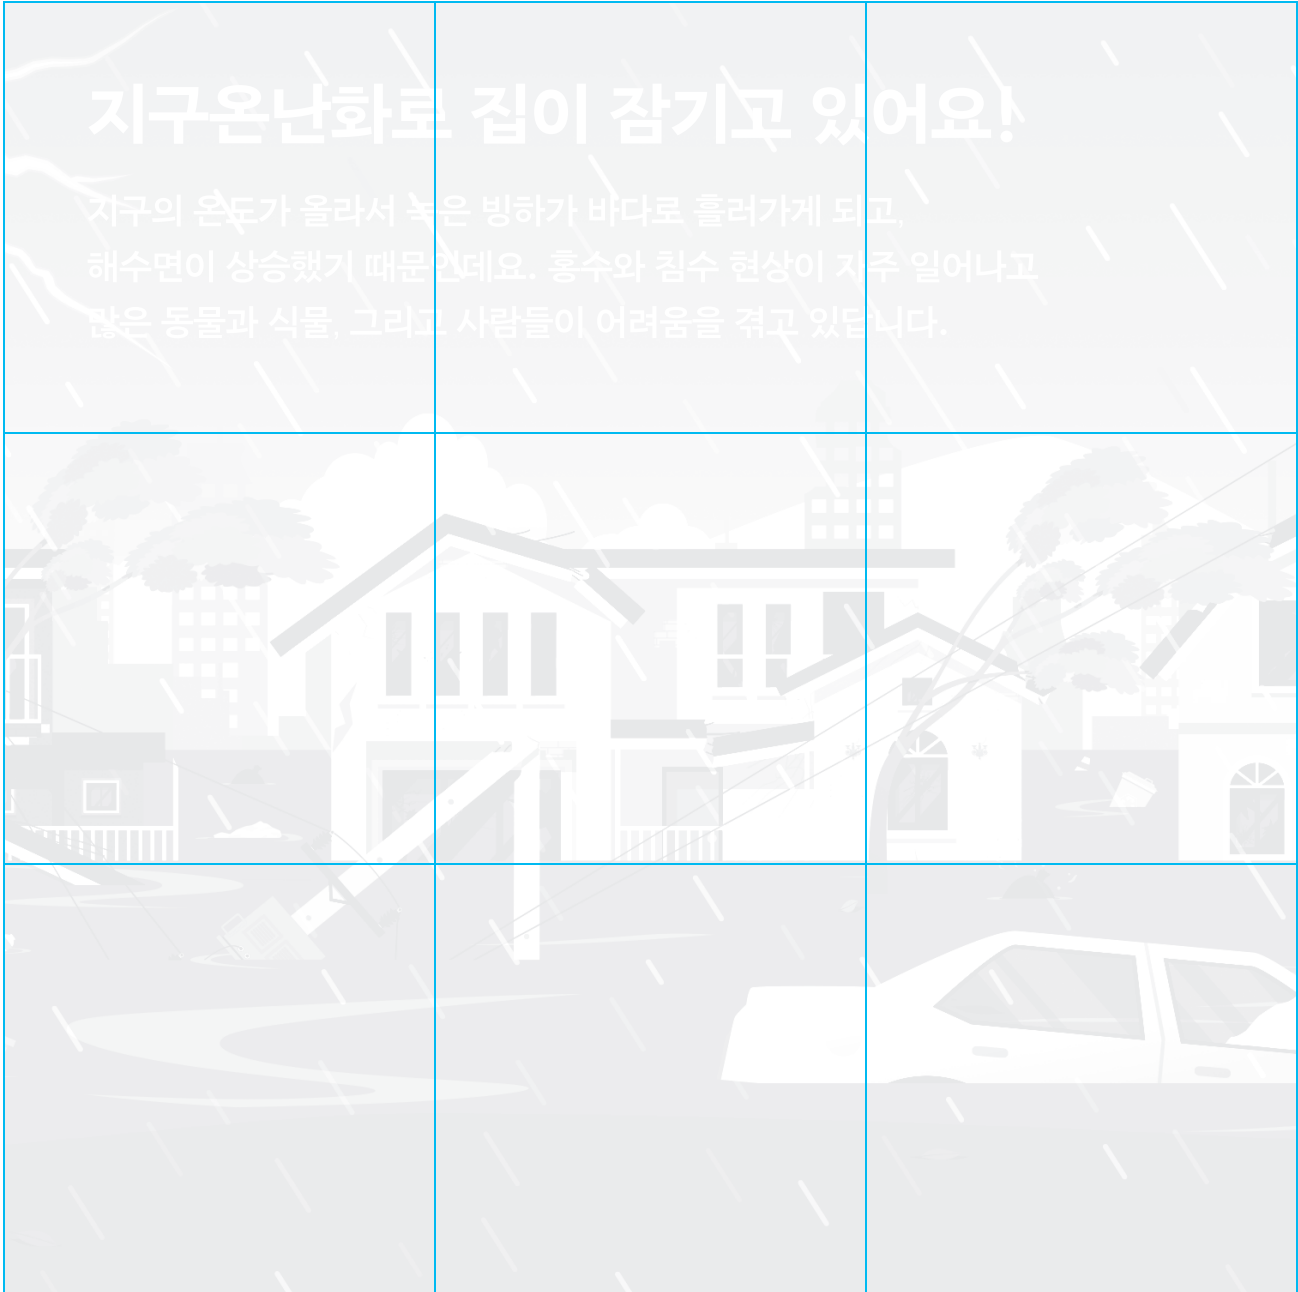 지구온난화로 집이 잠기고 있어요!
지구의 온도가 올라서 녹은 빙하가 바다로 흘러가게 되고,
해수면이 상승했기 때문인데요. 홍수와 침수 현상이 자주 일어나고
많은 동물과 식물, 그리고 사람들이 어려움을 겪고 있답니다.